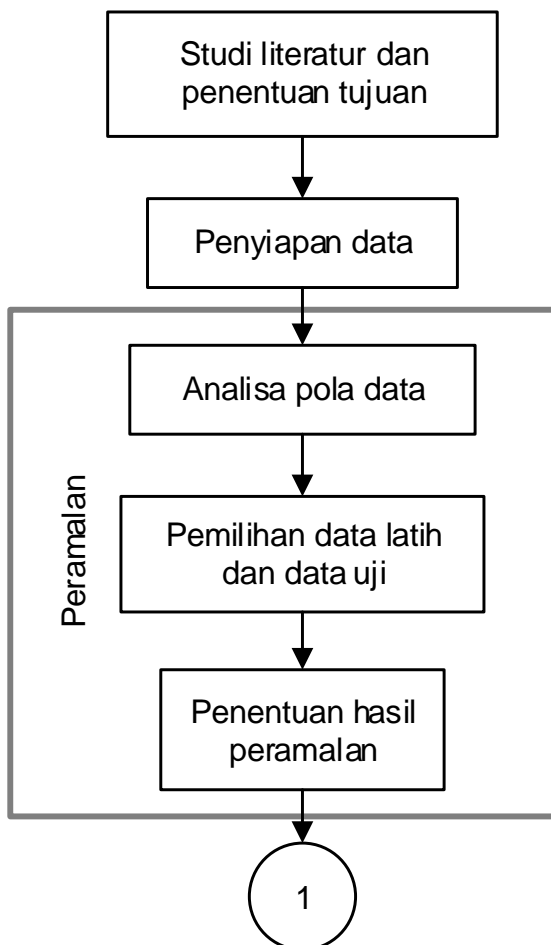 Studi literatur dan
penentuan tujuan
Penyiapan data
Peramalan
Analisa pola data
Pemilihan data latih
dan data uji
Penentuan hasil
peramalan
1